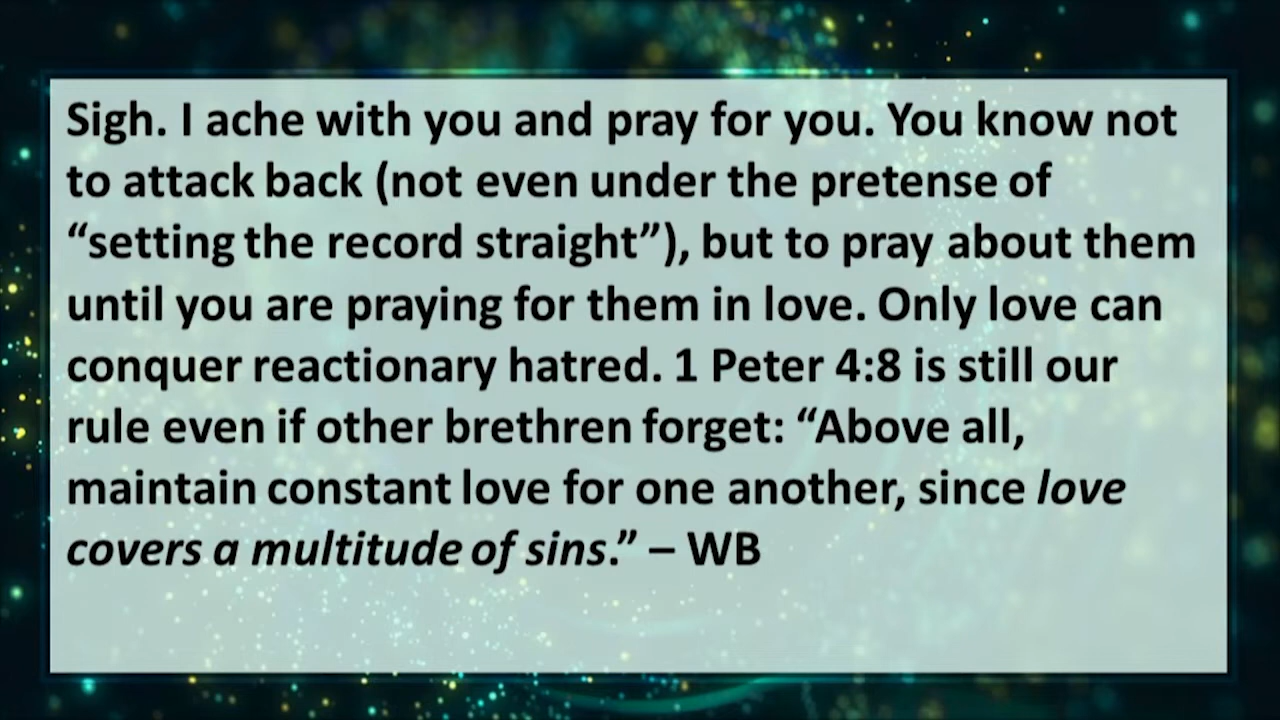 Sigh. I ache with you and pray for you. You know not
to attack back (not even under the pretense of
“setting the record straight”), but to pray about them
until you are praying for them in love. Only love can
conquer reactionary hatred. 1 Peter 4:8 is still our
rule even if other brethren forget: “Above all,
maintain constant love for one another, since love
covers a multitude of sins.” – WB